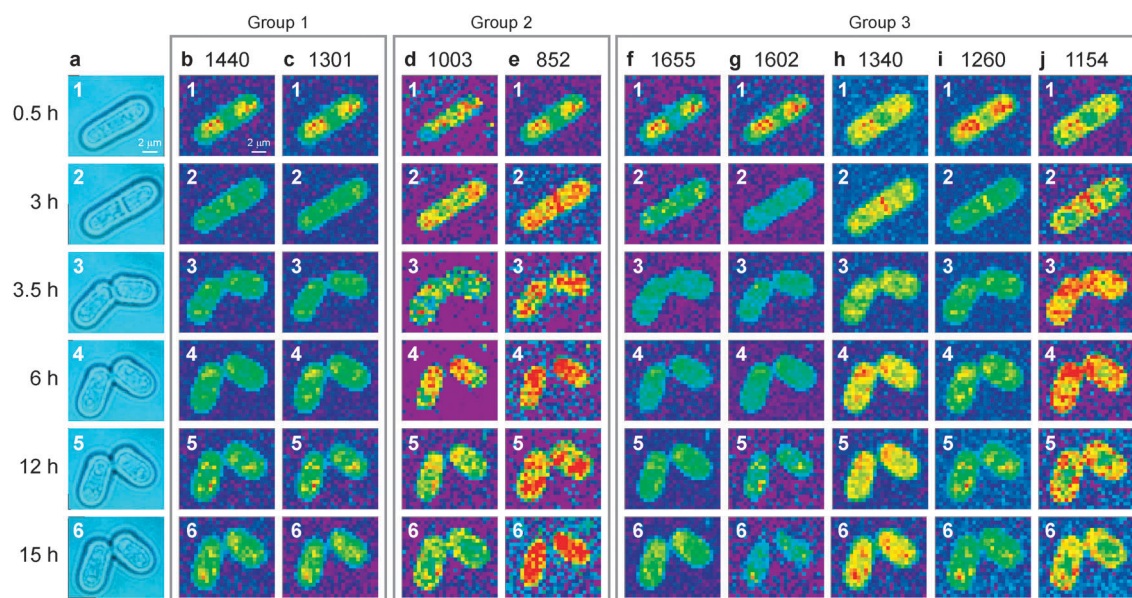 Group 1 Group 2 Group 3
a b 1440 c 1301 d 1003 e 852 f 1655 g 1602 h 1340 i 1260 j 1154
0.5 h 1 1 1 1 1 1 1 1 1 1
2 µm 2 µm
3 h 2 2 2 2 2 2 2 2 2 2
3.5 h 3 3 3 3 3 3 3 3 3 3
6 h 4 4 4 4 4 4 4 4 4 4
12 h 5 5 5 5 5 5 5 5 5 5
15 h 6 6 6 6 6 6 6 6 6 6